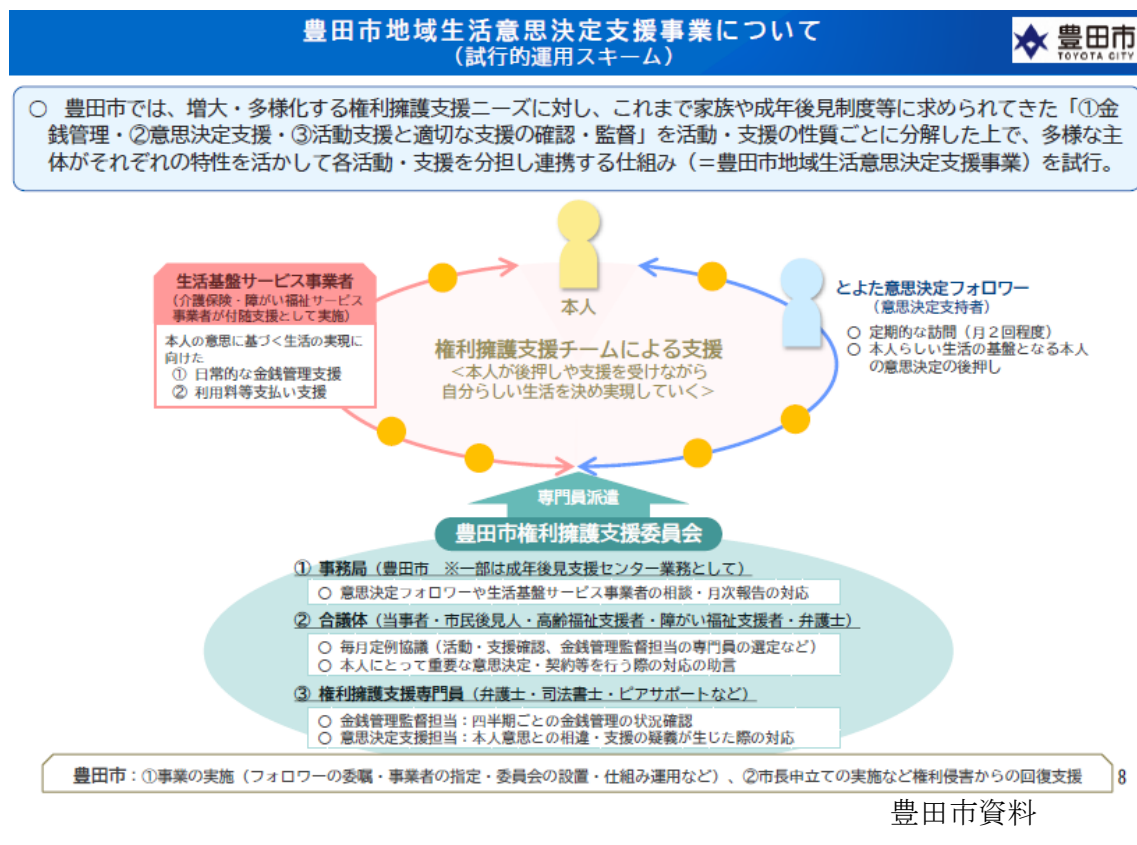 豊田市地域生活意思決定支援事業について
（試行的運用スキーム）
豊田市
TOYOTA CITY
○ 豊田市では、増大・多様化する権利擁護支援ニーズに対し、これまで家族や成年後見制度等に求められてきた「①金
銭管理・②意思決定支援・③活動支援と適切な支援の確認・監督」を活動・支援の性質ごとに分解した上で、多様な主
体がそれぞれの特性を活かして各活動・支援を分担し連携する仕組み（＝豊田市地域生活意思決定支援事業）を試行。
生活基盤サービス事業者
（介護保険・障がい福祉サービス
事業者が付随支援として実施）
本人の意思に基づく生活の実現に
向けた
① 日常的な金銭管理支援
② 利用料等支払い支援
本人
権利擁護支援チームによる支援
＜本人が後押しや支援を受けながら
自分らしい生活を決め実現していく＞
とよた意思決定フォロワー
（意思決定支持者）
○ 定期的な訪問（月２回程度）
○ 本人らしい生活の基盤となる本人
の意思決定の後押し
専門員派遣
豊田市権利擁護支援委員会
① 事務局（豊田市 ※一部は成年後見支援センター業務として）
○ 意思決定フォロワーや生活基盤サービス事業者の相談・月次報告の対応
② 合議体（当事者・市民後見人・高齢福祉支援者・障がい福祉支援者・弁護士）
○ 毎月定例協議（活動・支援確認、金銭管理監督担当の専門員の選定など）
○ 本人にとって重要な意思決定・契約等を行う際の対応の助言
③ 権利擁護支援専門員（弁護士・司法書士・ピアサポートなど）
○ 金銭管理監督担当：四半期ごとの金銭管理の状況確認
○ 意思決定支援担当：本人意思との相違・支援の疑義が生じた際の対応
豊田市：①事業の実施（フォロワーの委嘱・事業者の指定・委員会の設置・仕組み運用など）、②市長申立ての実施など権利侵害からの回復支援
8
豊田市資料